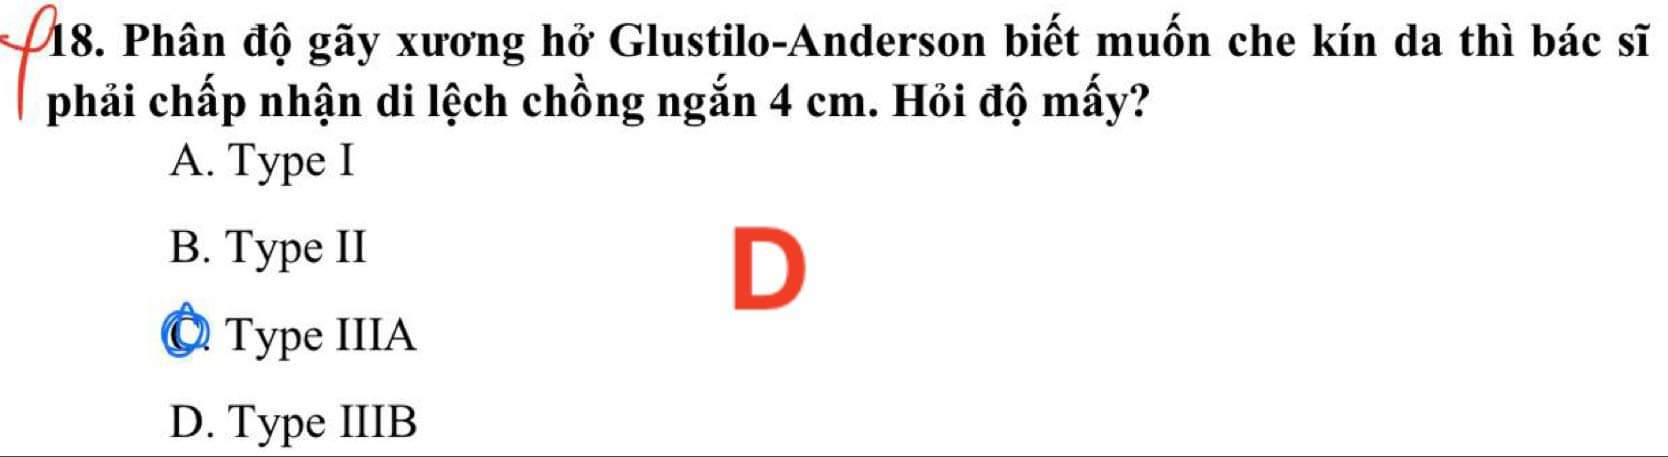 18. Phân độ gãy xương hở Glustilo-Anderson biết muốn che kín da thì bác sĩ
phải chấp nhận di lệch chồng ngắn 4 cm. Hỏi độ mấy?
A. Type I
B. Type II
D
C. Type IIIA
D. Type IIIB